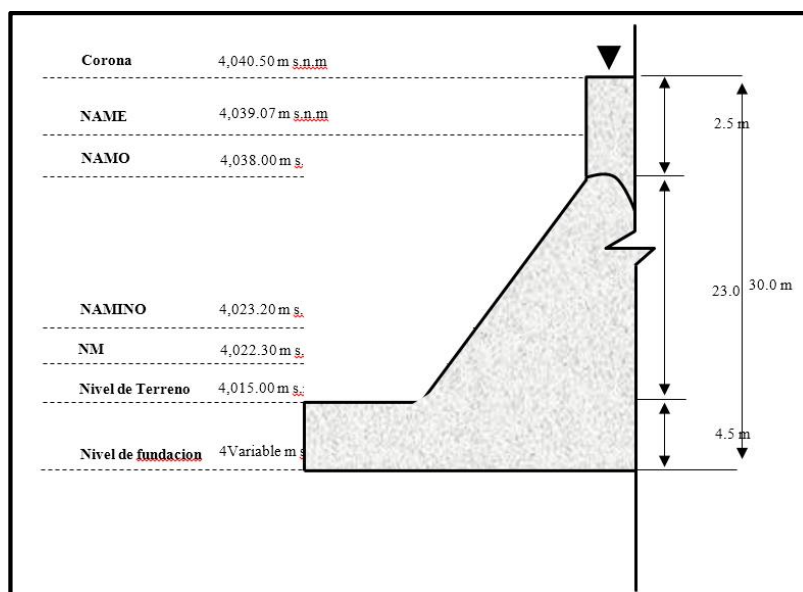 Corona 4,040.50 m s.n.m
NAME 4,039.07 m s.n.m
2.5 m
NAMO 4,038.00 m s.
23.0
30.0 m
NAMINO 4,023.20 m s.
NM 4,022.30 m s.
Nivel de Terreno 4,015.00 m s.:
4.5 m
Nivel de fundacion 4Variable m s